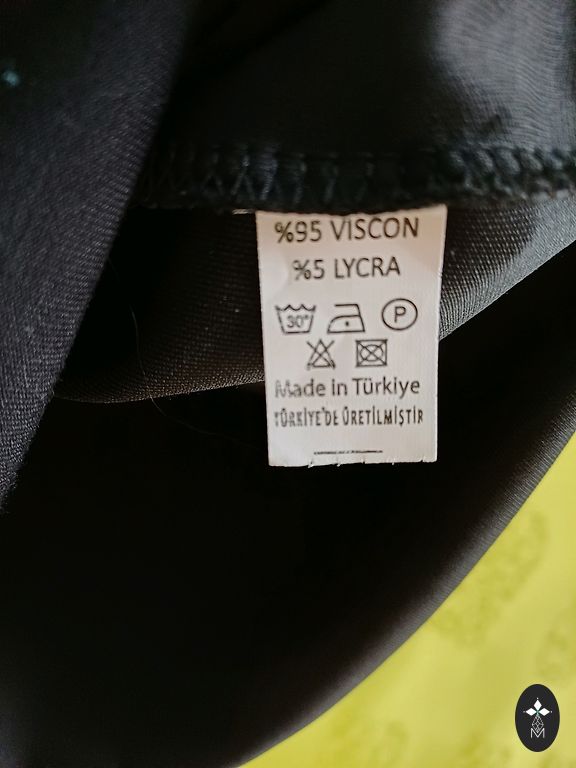 %95 VISCON
%5 LYCRA
30° P
Made in Türkiye
TÜRKİYE'DE ÜRETİLMİŞTİR
M